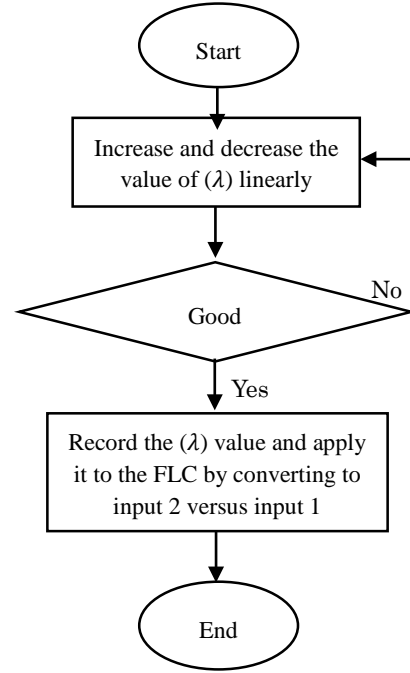 Start
Increase and decrease the
value of (λ) linearly
Good
No
Yes
Record the (λ) value and apply
it to the FLC by converting to
input 2 versus input 1
End